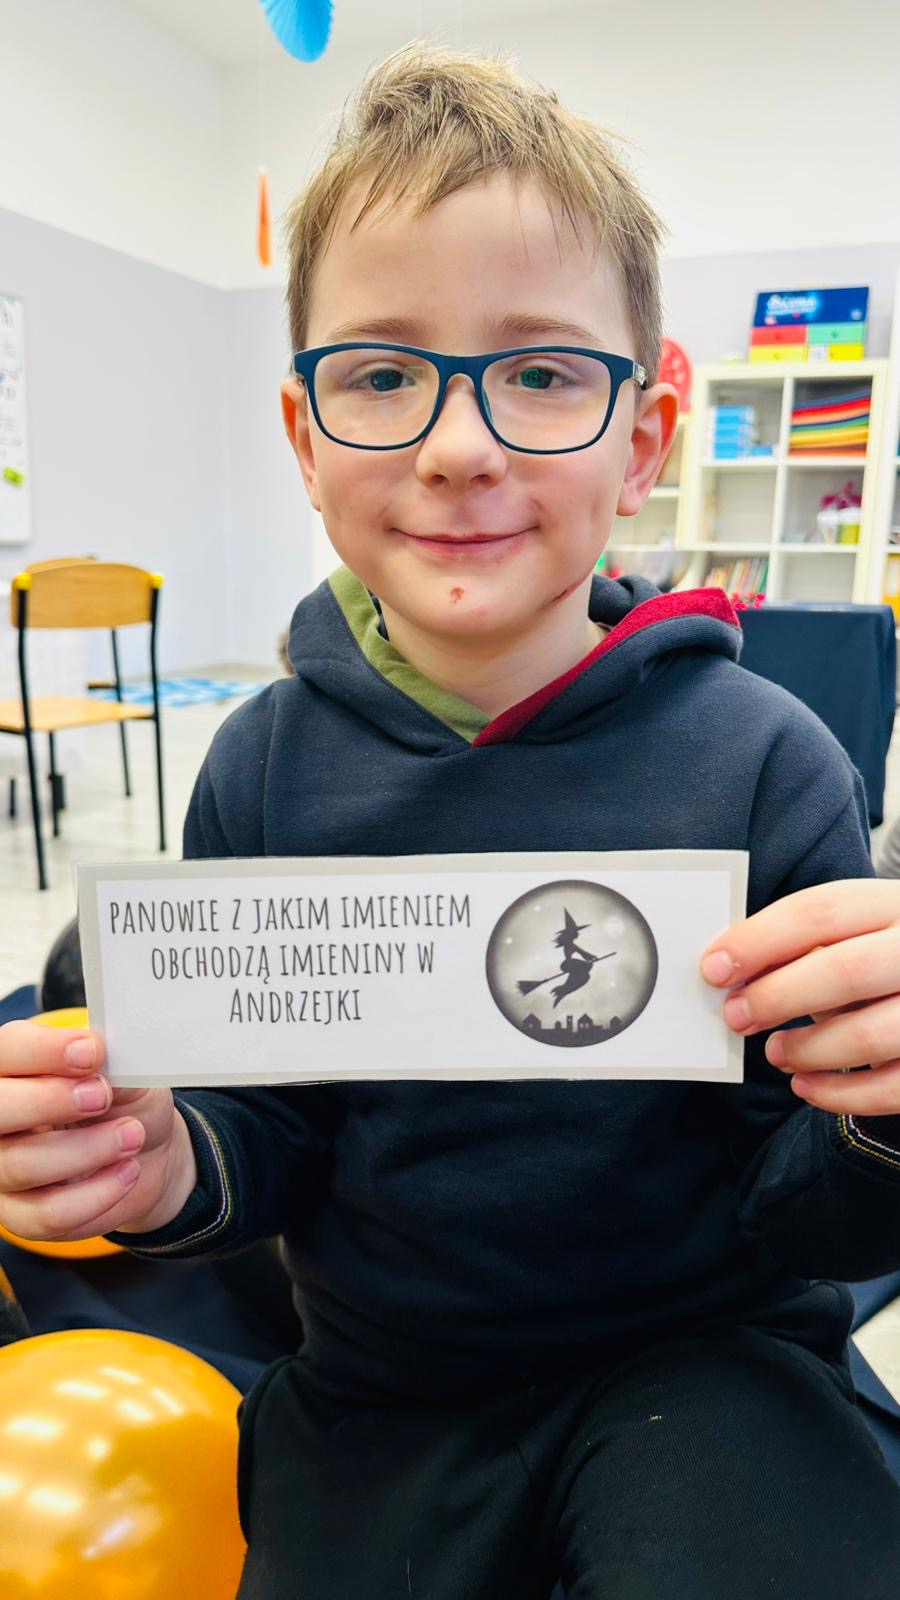 PANOWIE Z JAKIM IMIENIEM
OBCHODZĄ IMIENINY W
ANDRZEJKI